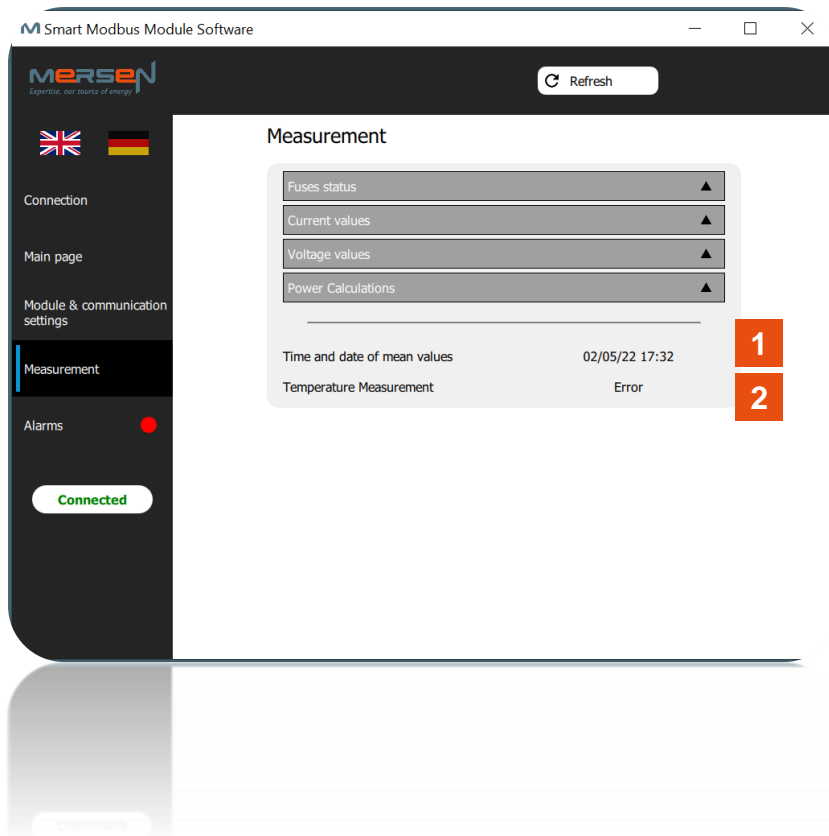 Smart Modbus Module Software
MERSEN
Expertise, our source of energy
Refresh
Connection
Main page
Module & communication
settings
Measurement
Alarms
Connected
Measurement
Fuses status
Current values
Voltage values
Power Calculations
Time and date of mean values 02/05/22 17:32 1
Temperature Measurement Error 2